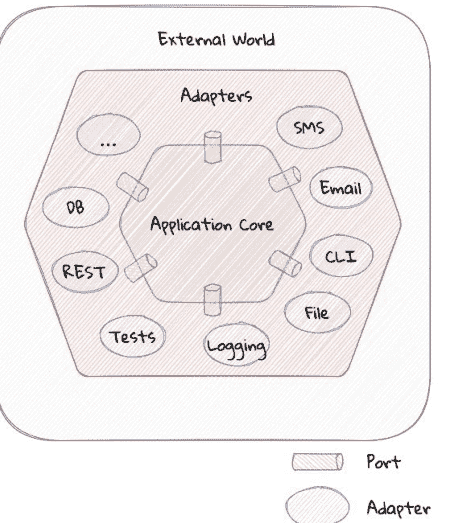 External World
Adapters
SMS
...
Email
DB
Application Core
CLI
REST
File
Tests
Logging
Port
Adapter